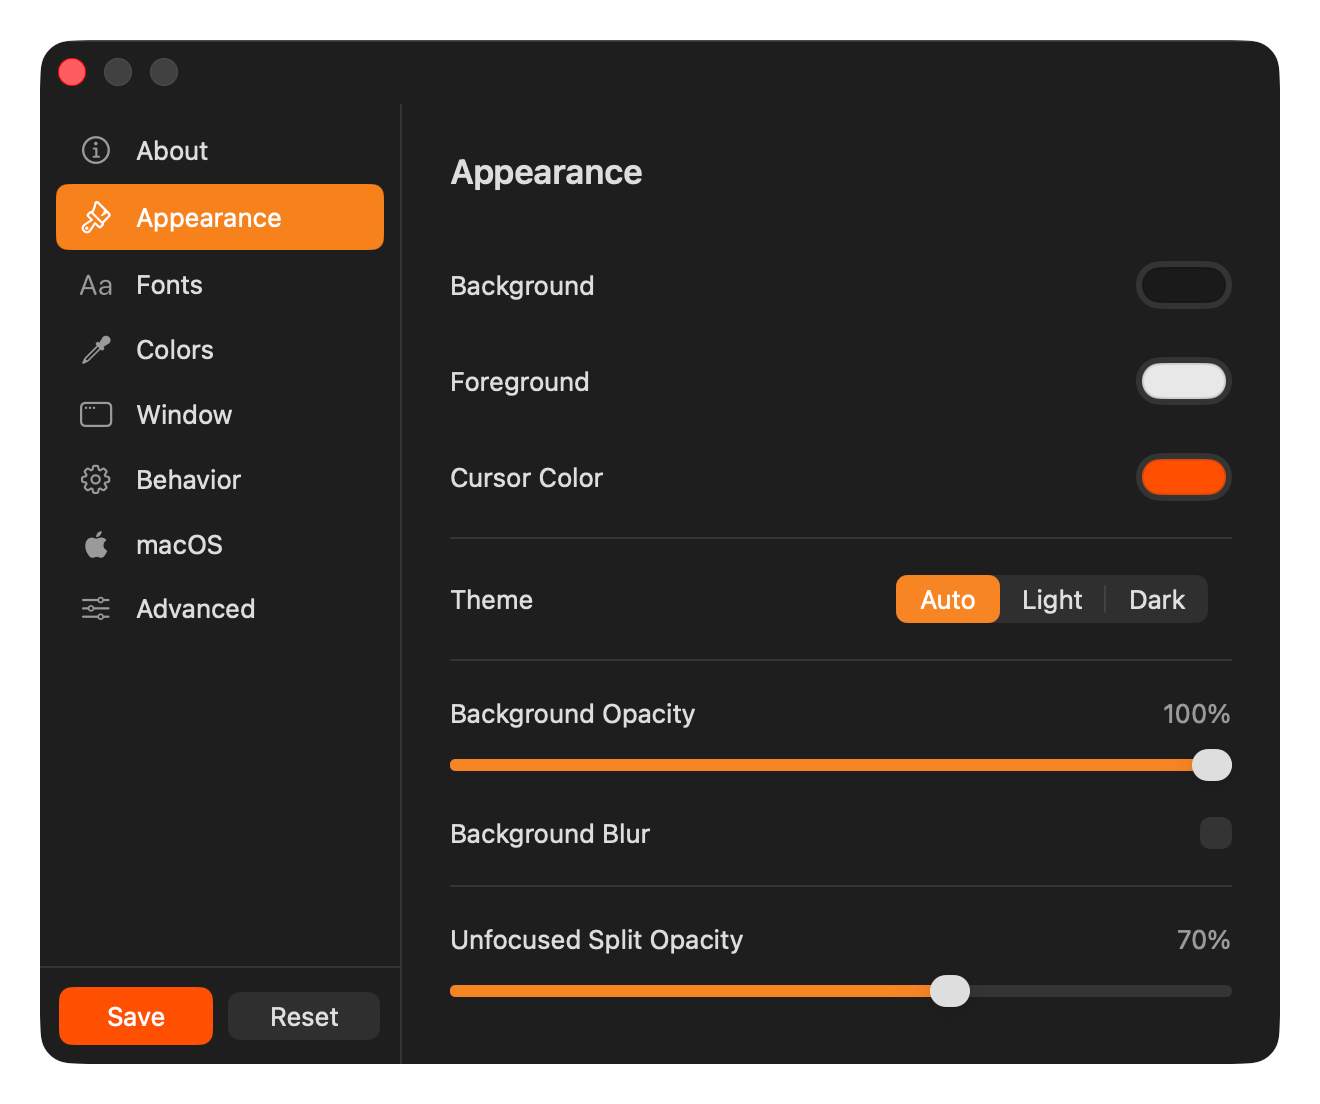 About
Appearance
Aa Fonts
Colors
Window
Behavior
macOS
Advanced
Save
Reset
Appearance
Background
Foreground
Cursor Color
Theme
Auto
Light
Dark
Background Opacity
100%
Background Blur
Unfocused Split Opacity
70%